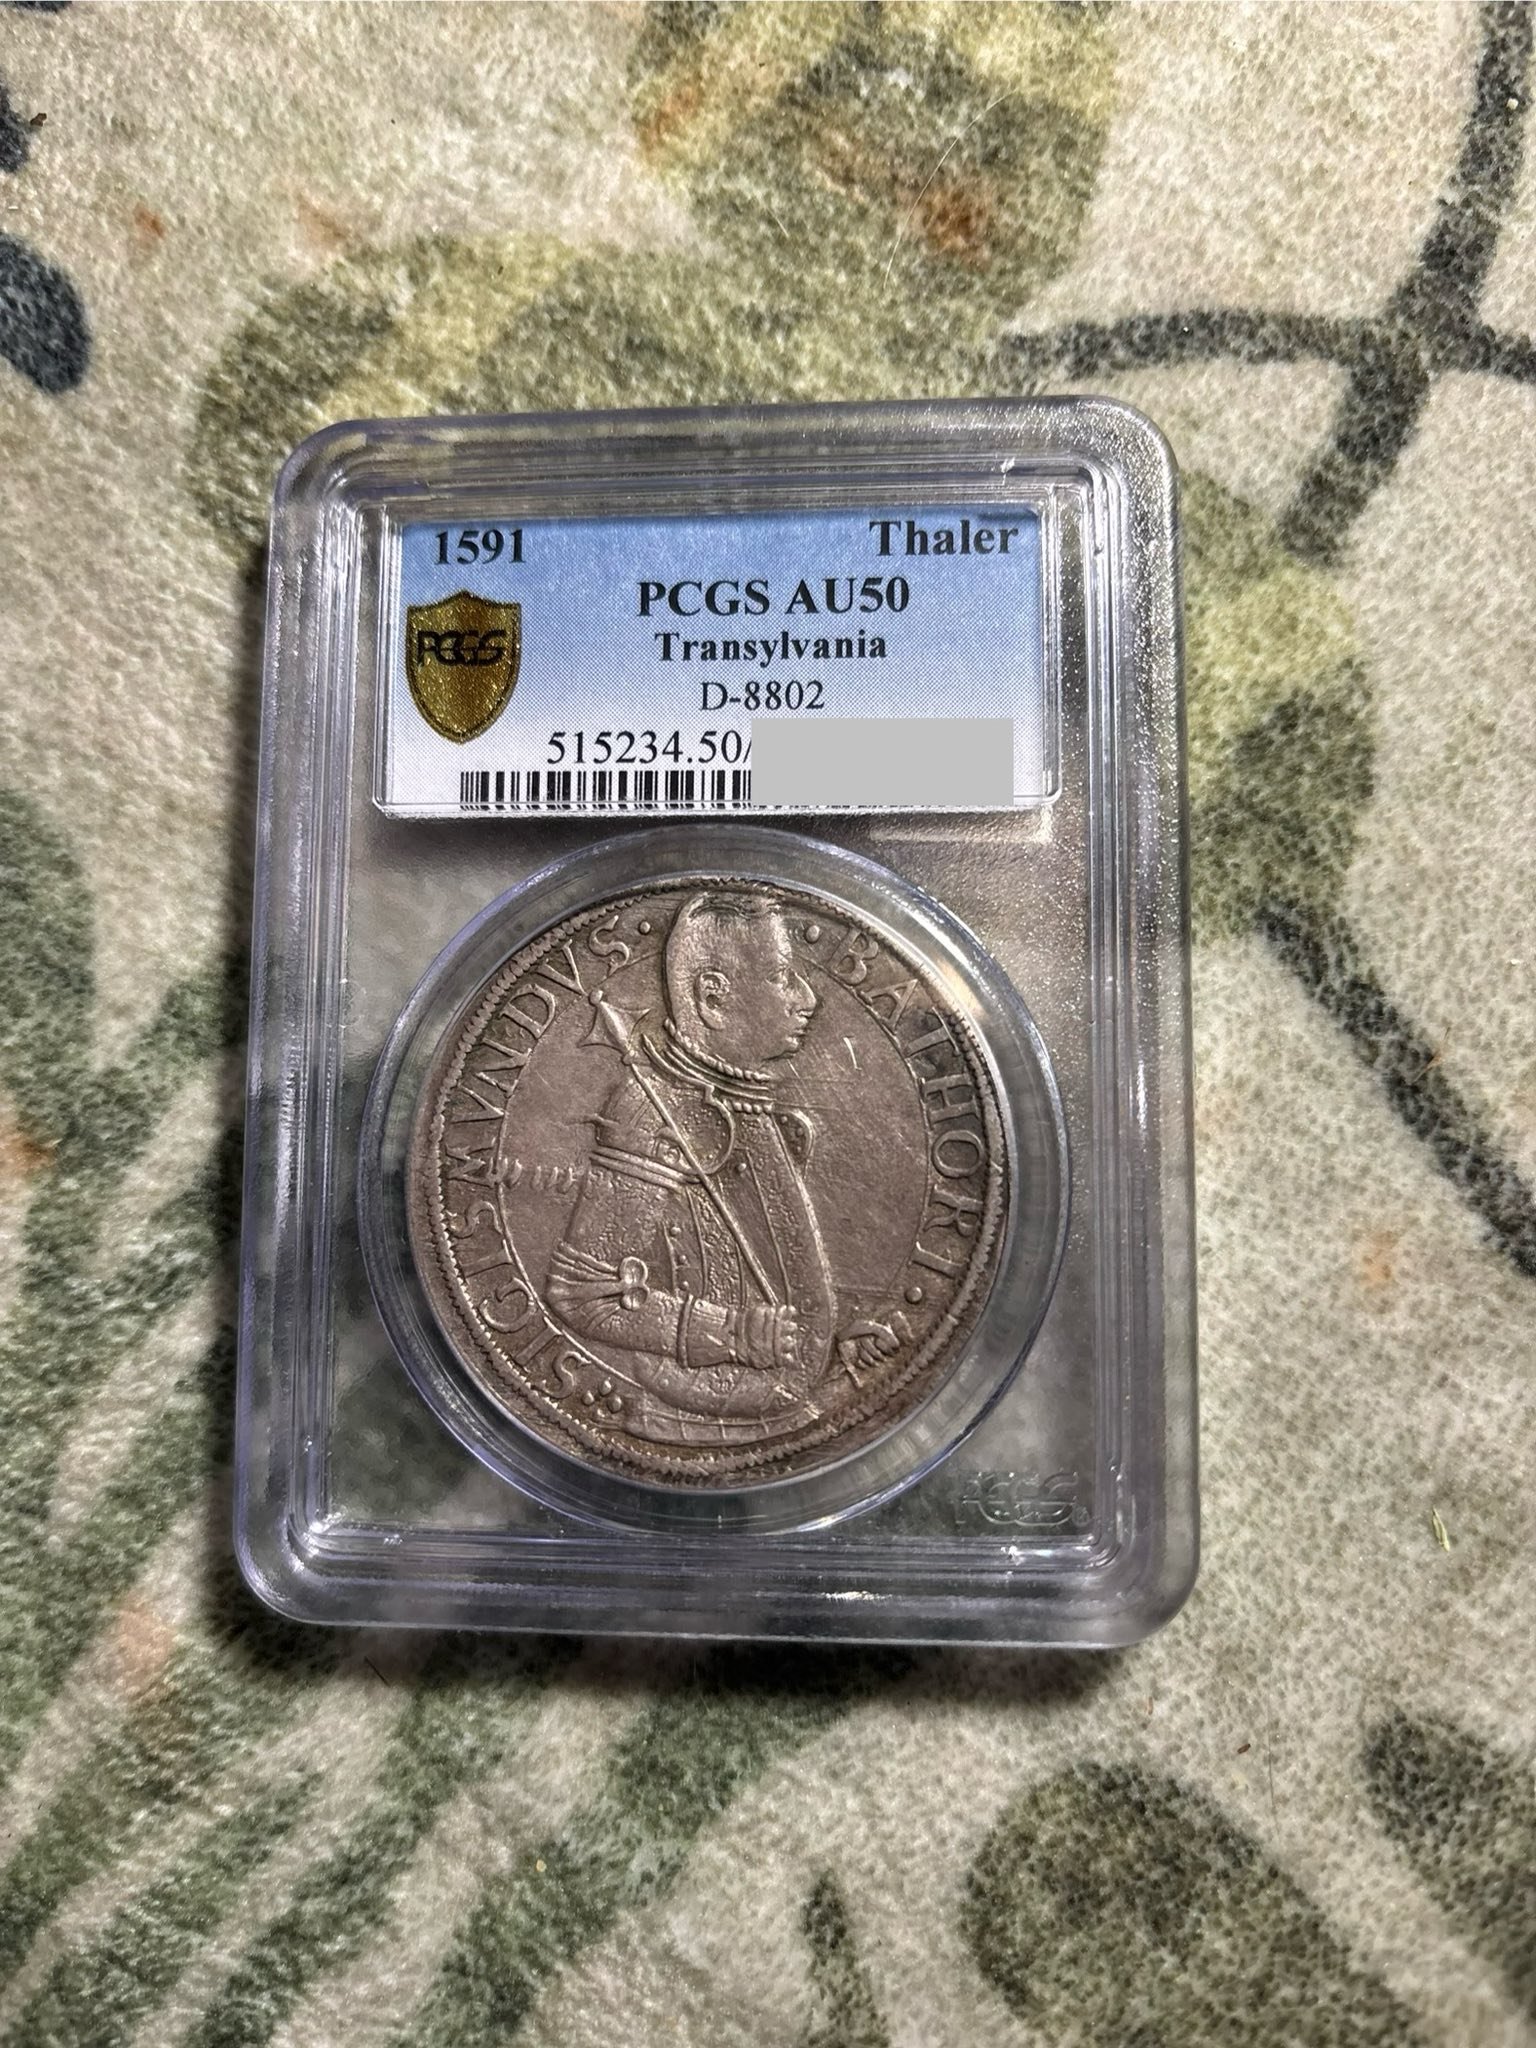 1591 Thaler
PCGS AU50
PCGS Transylvania
D-8802
515234.50/
SIGISMVNDVS · BATHORI ·
PCGS